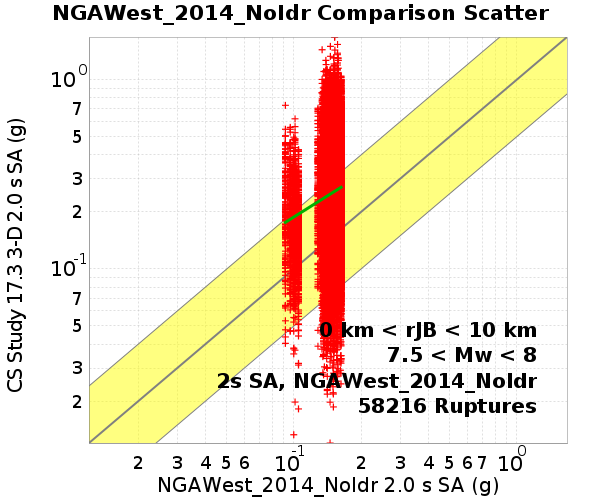 NGAWest_2014_NoIdr Comparison Scatter
CS Study 17.3 3-D 2.0 s SA (g)
10^0
7
5
3
2
10^-1
7
5
3
2
0 km < rJB < 10 km
7.5 < Mw < 8
2s SA, NGAWest_2014_NoIdr
58216 Ruptures
2 3 4 5 6 10^-1 2 3 4 5 6 7 10^0
NGAWest_2014_NoIdr 2.0 s SA (g)